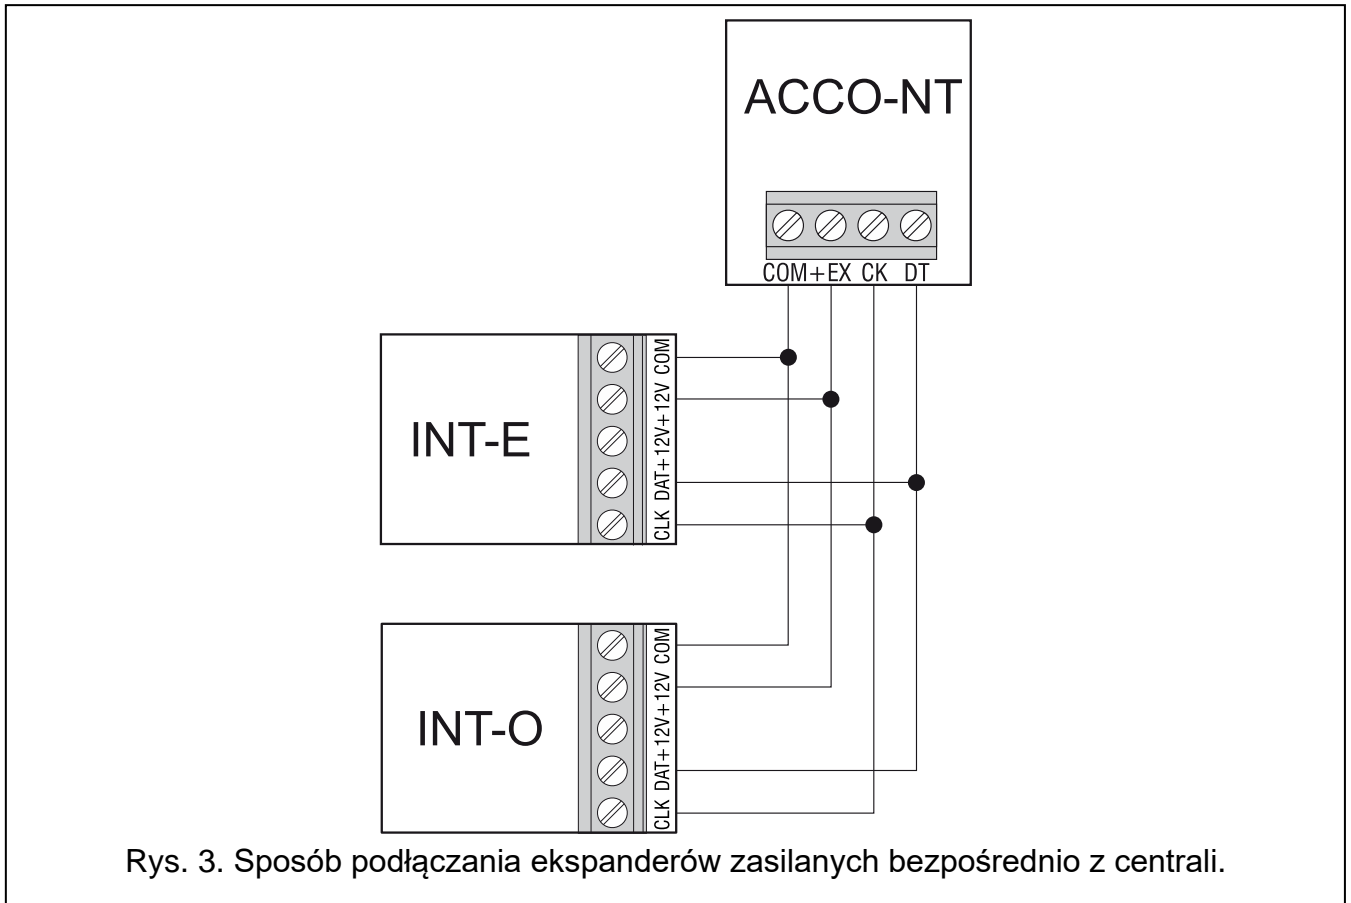 ACCO-NT
COM +EX CK DT
INT-E
CLK DAT +12V +12V COM
INT-O
CLK DAT +12V +12V COM
Rys. 3. Sposób podłączania ekspanderów zasilanych bezpośrednio z centrali.